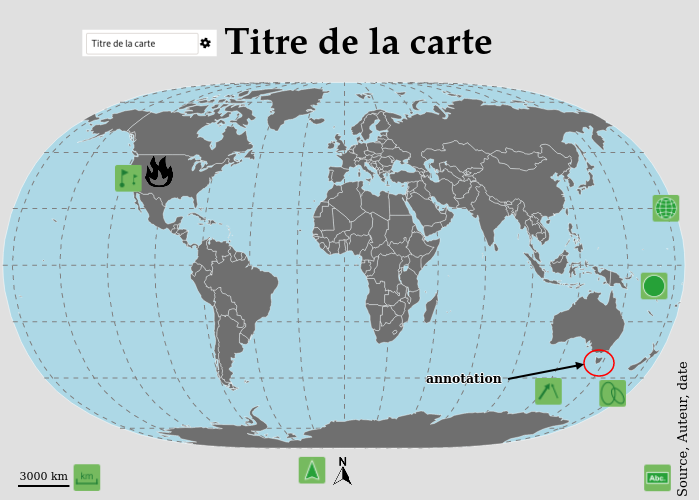 Titre de la carte
Titre de la carte
annotation
3000 km
km
N
Abc.
Source, Auteur, date